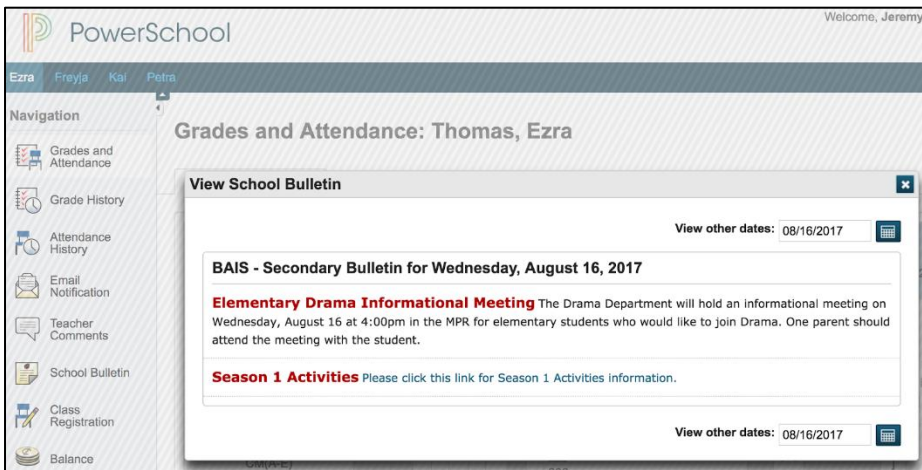 PowerSchool
Welcome, Jeremy
Ezra Freyja Kai Petra
Navigation
Grades and
Attendance
Grade History
Attendance
History
Email
Notification
Teacher
Comments
School Bulletin
Class
Registration
Balance
Grades and Attendance: Thomas, Ezra
View School Bulletin
View other dates: 08/16/2017
BAIS - Secondary Bulletin for Wednesday, August 16, 2017
Elementary Drama Informational Meeting The Drama Department will hold an informational meeting on
Wednesday, August 16 at 4:00pm in the MPR for elementary students who would like to join Drama. One parent should
attend the meeting with the student.
Season 1 Activities Please click this link for Season 1 Activities information.
View other dates: 08/16/2017